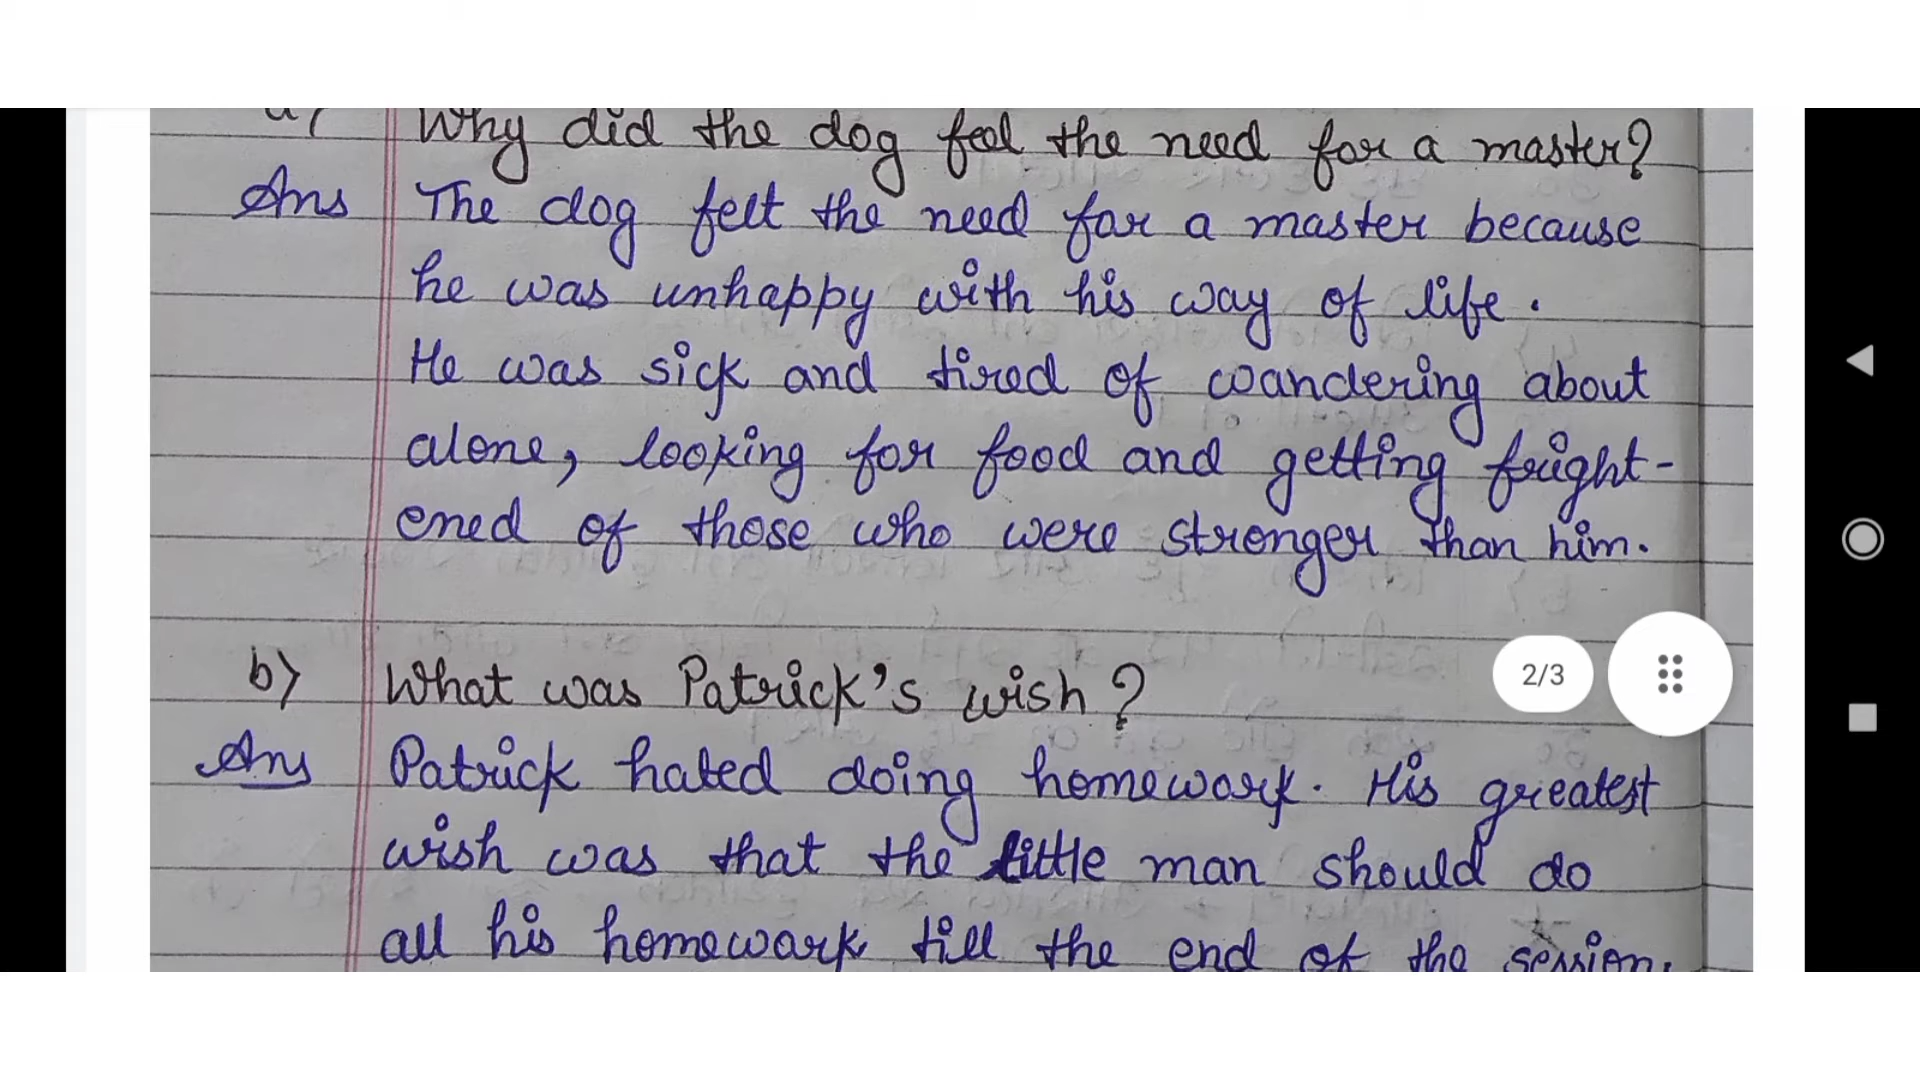 a) Why did the dog feel the need for a master?
Ans The dog felt the need for a master because
he was unhappy with his way of life.
He was sick and tired of wandering about
alone, looking for food and getting fright-
ened of those who were stronger than him.
b) What was Patrick's wish?
2/3
Ans Patrick hated doing homework. His greatest
wish was that the little man should do
all his homework till the end of the session.